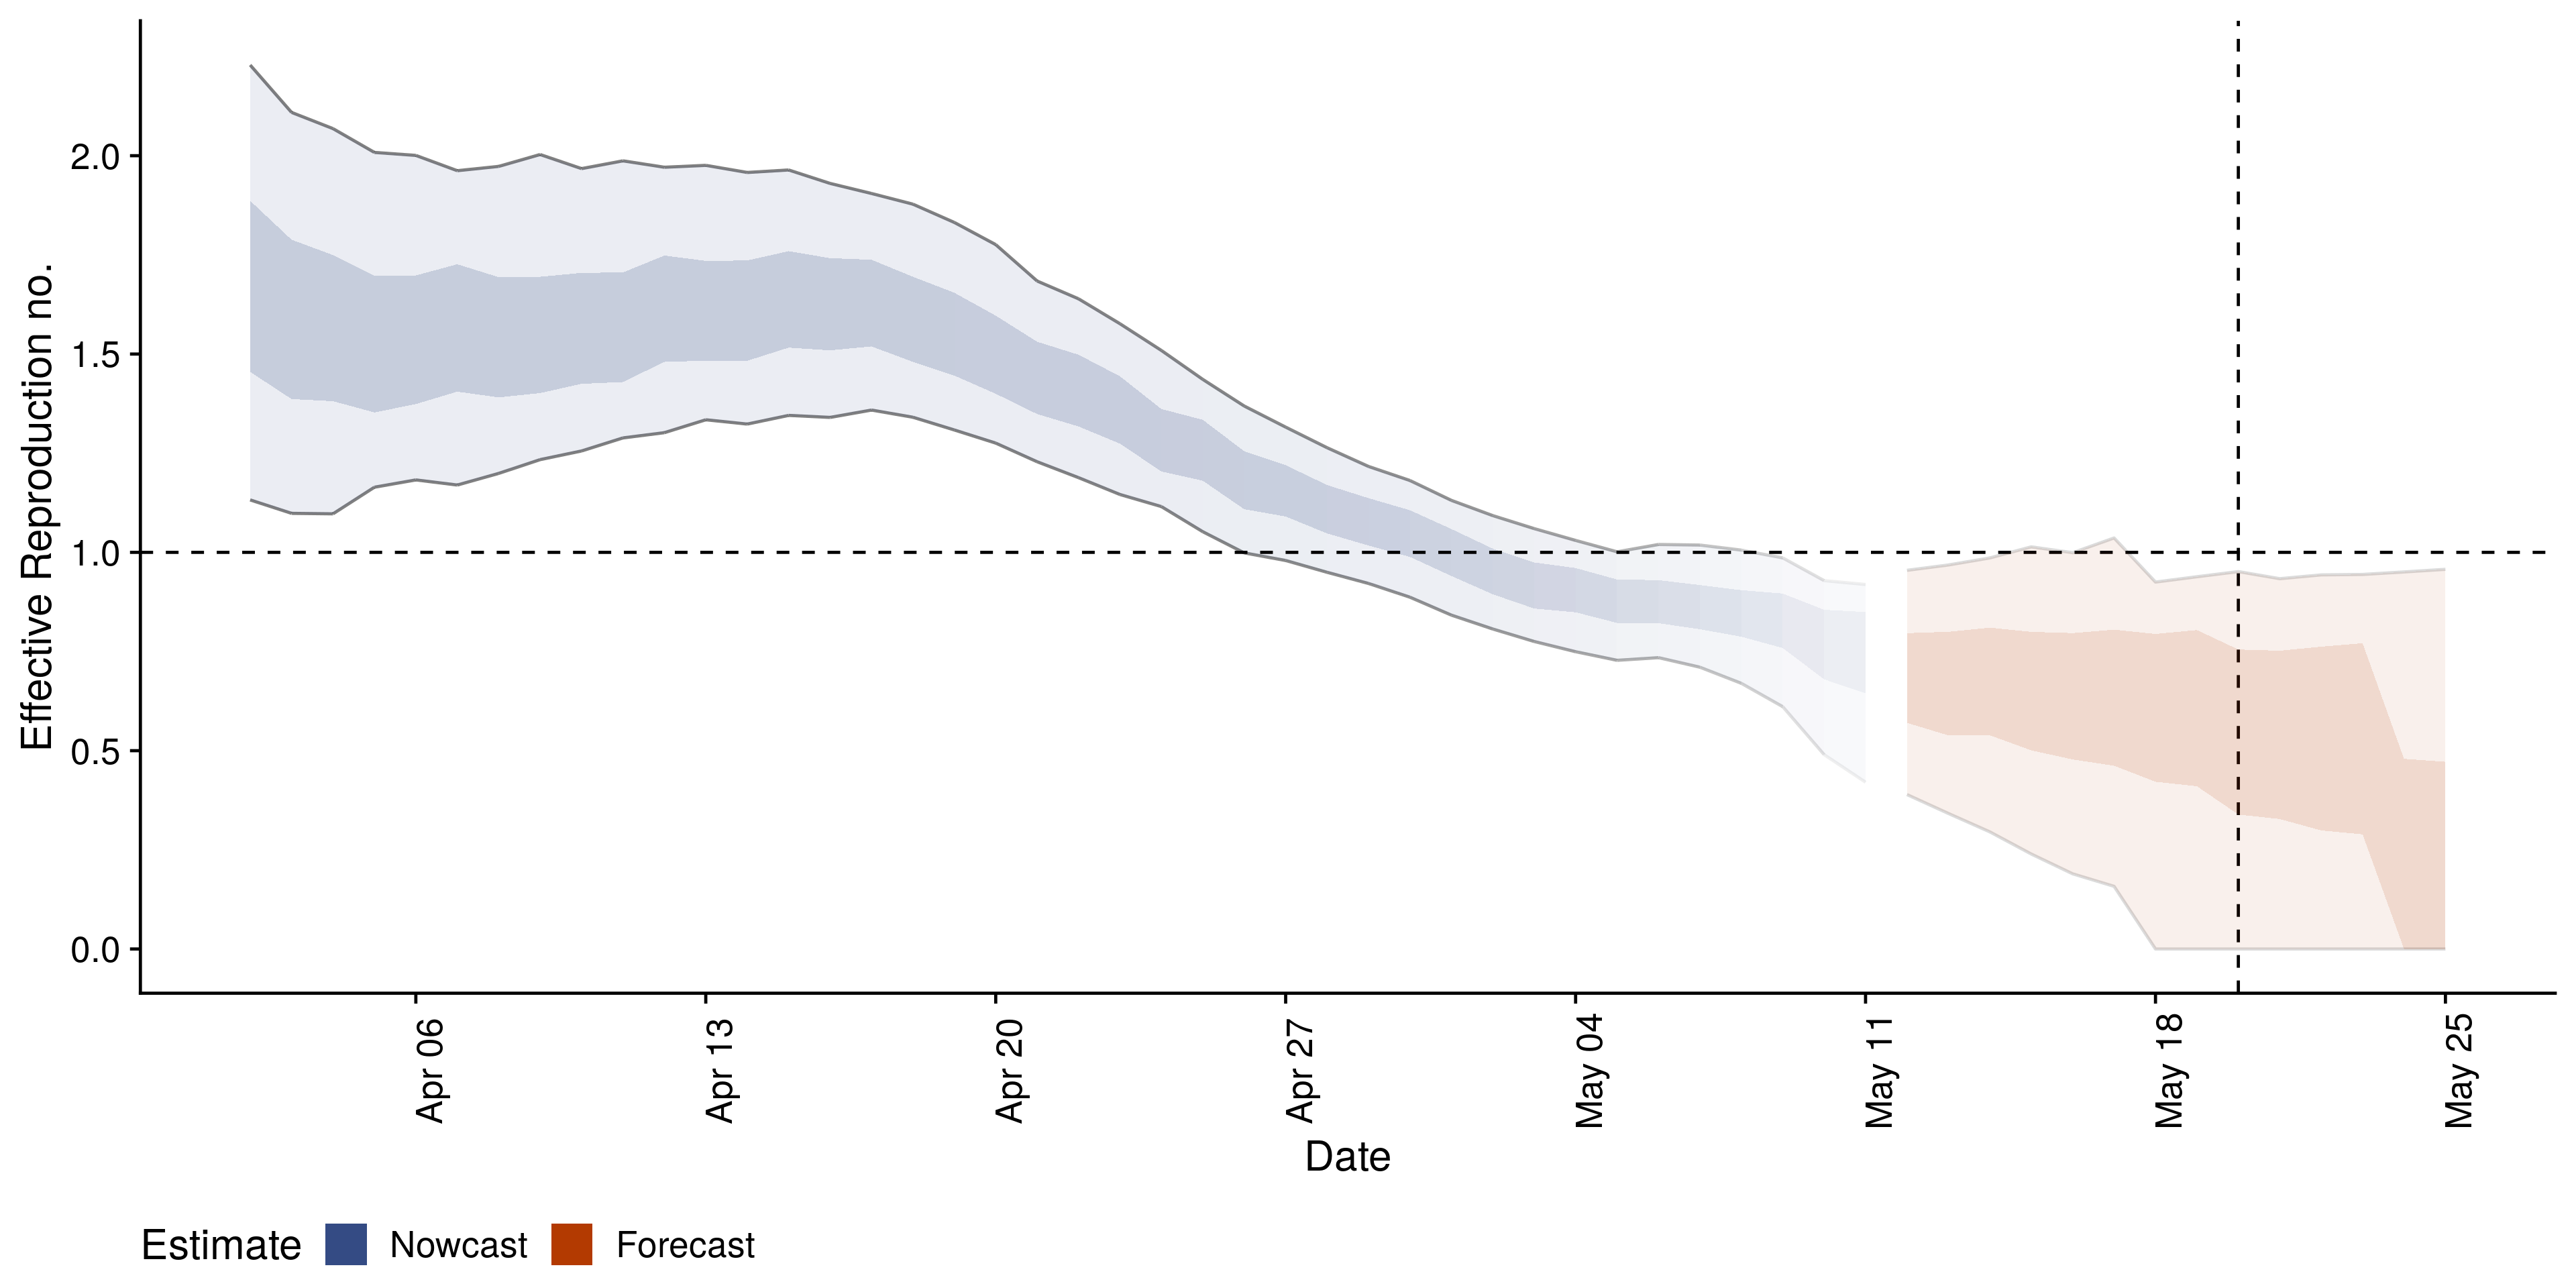 Effective Reproduction no.
2.0
1.5
1.0
0.5
0.0
Apr 06
Apr 13
Apr 20
Apr 27
May 04
May 11
May 18
May 25
Date
Estimate Nowcast Forecast